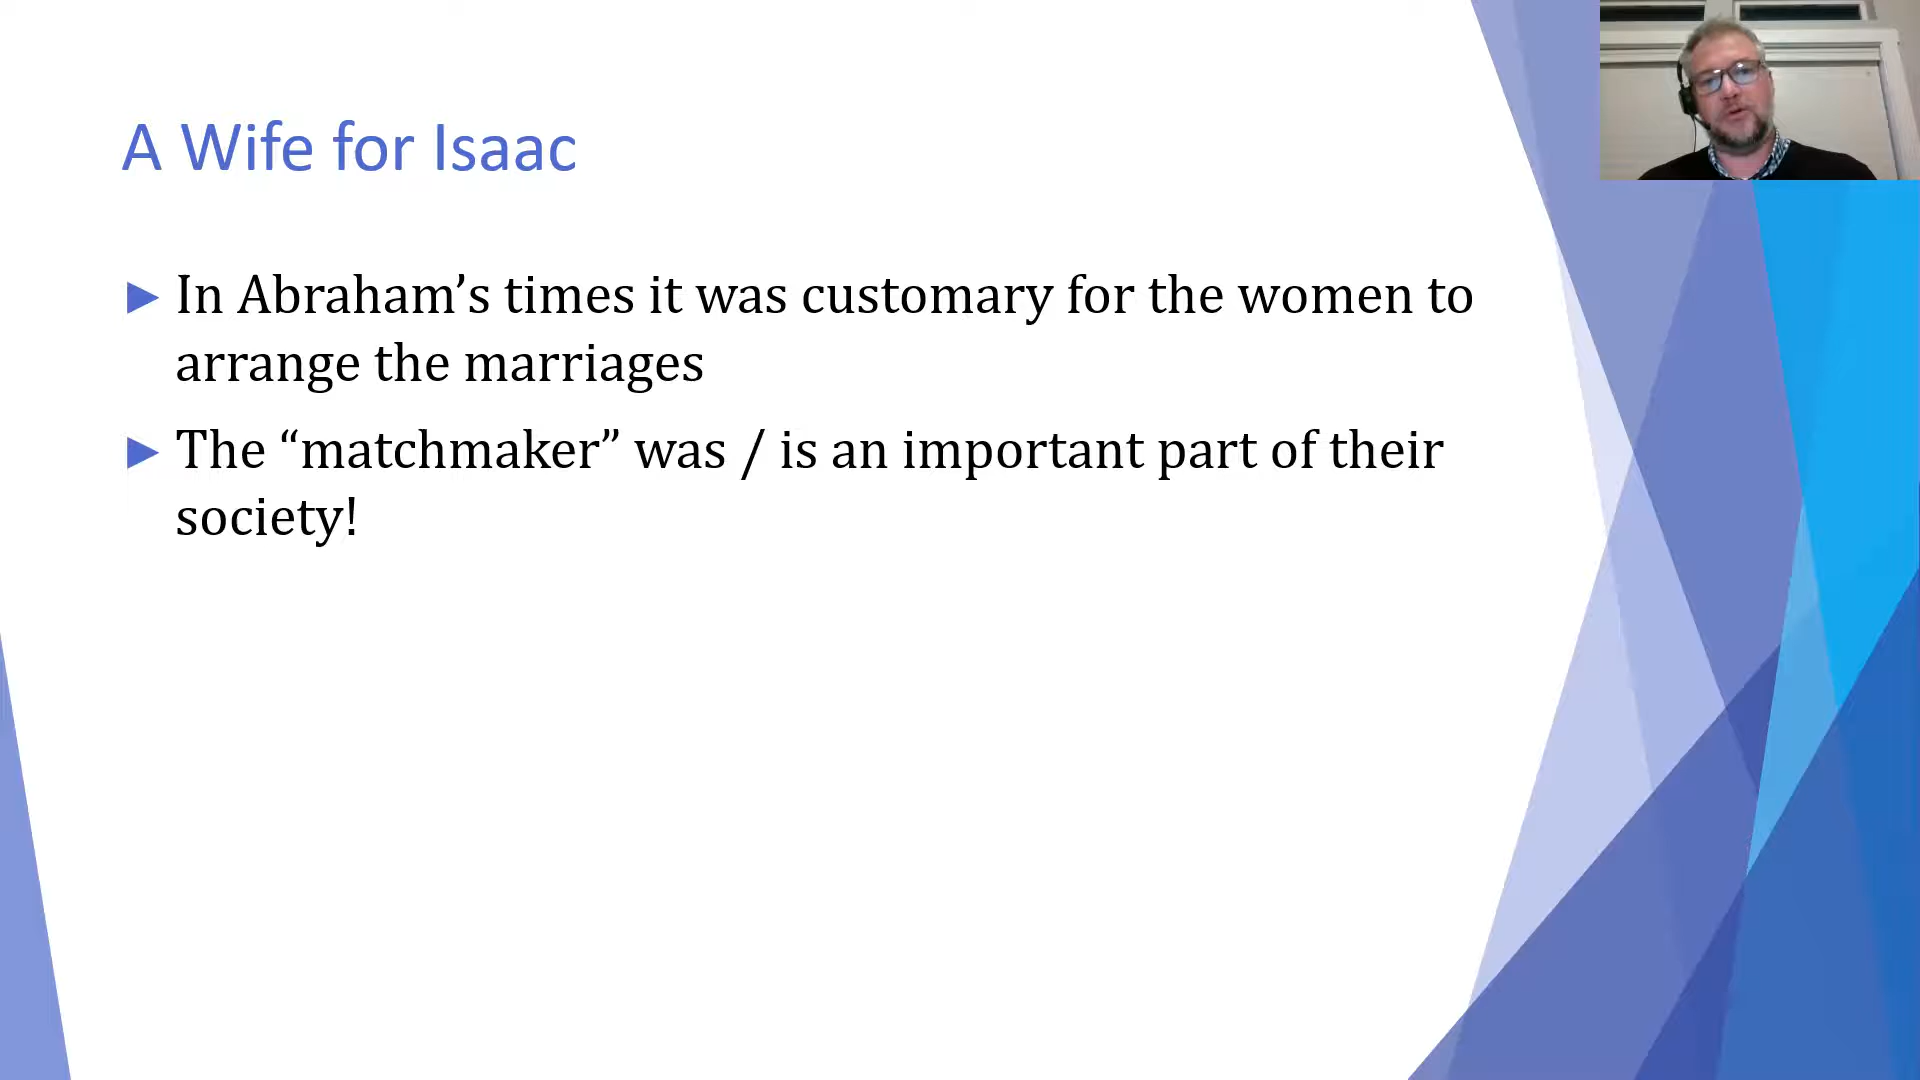 A Wife for Isaac
In Abraham’s times it was customary for the women to
arrange the marriages
The “matchmaker” was / is an important part of their
society!